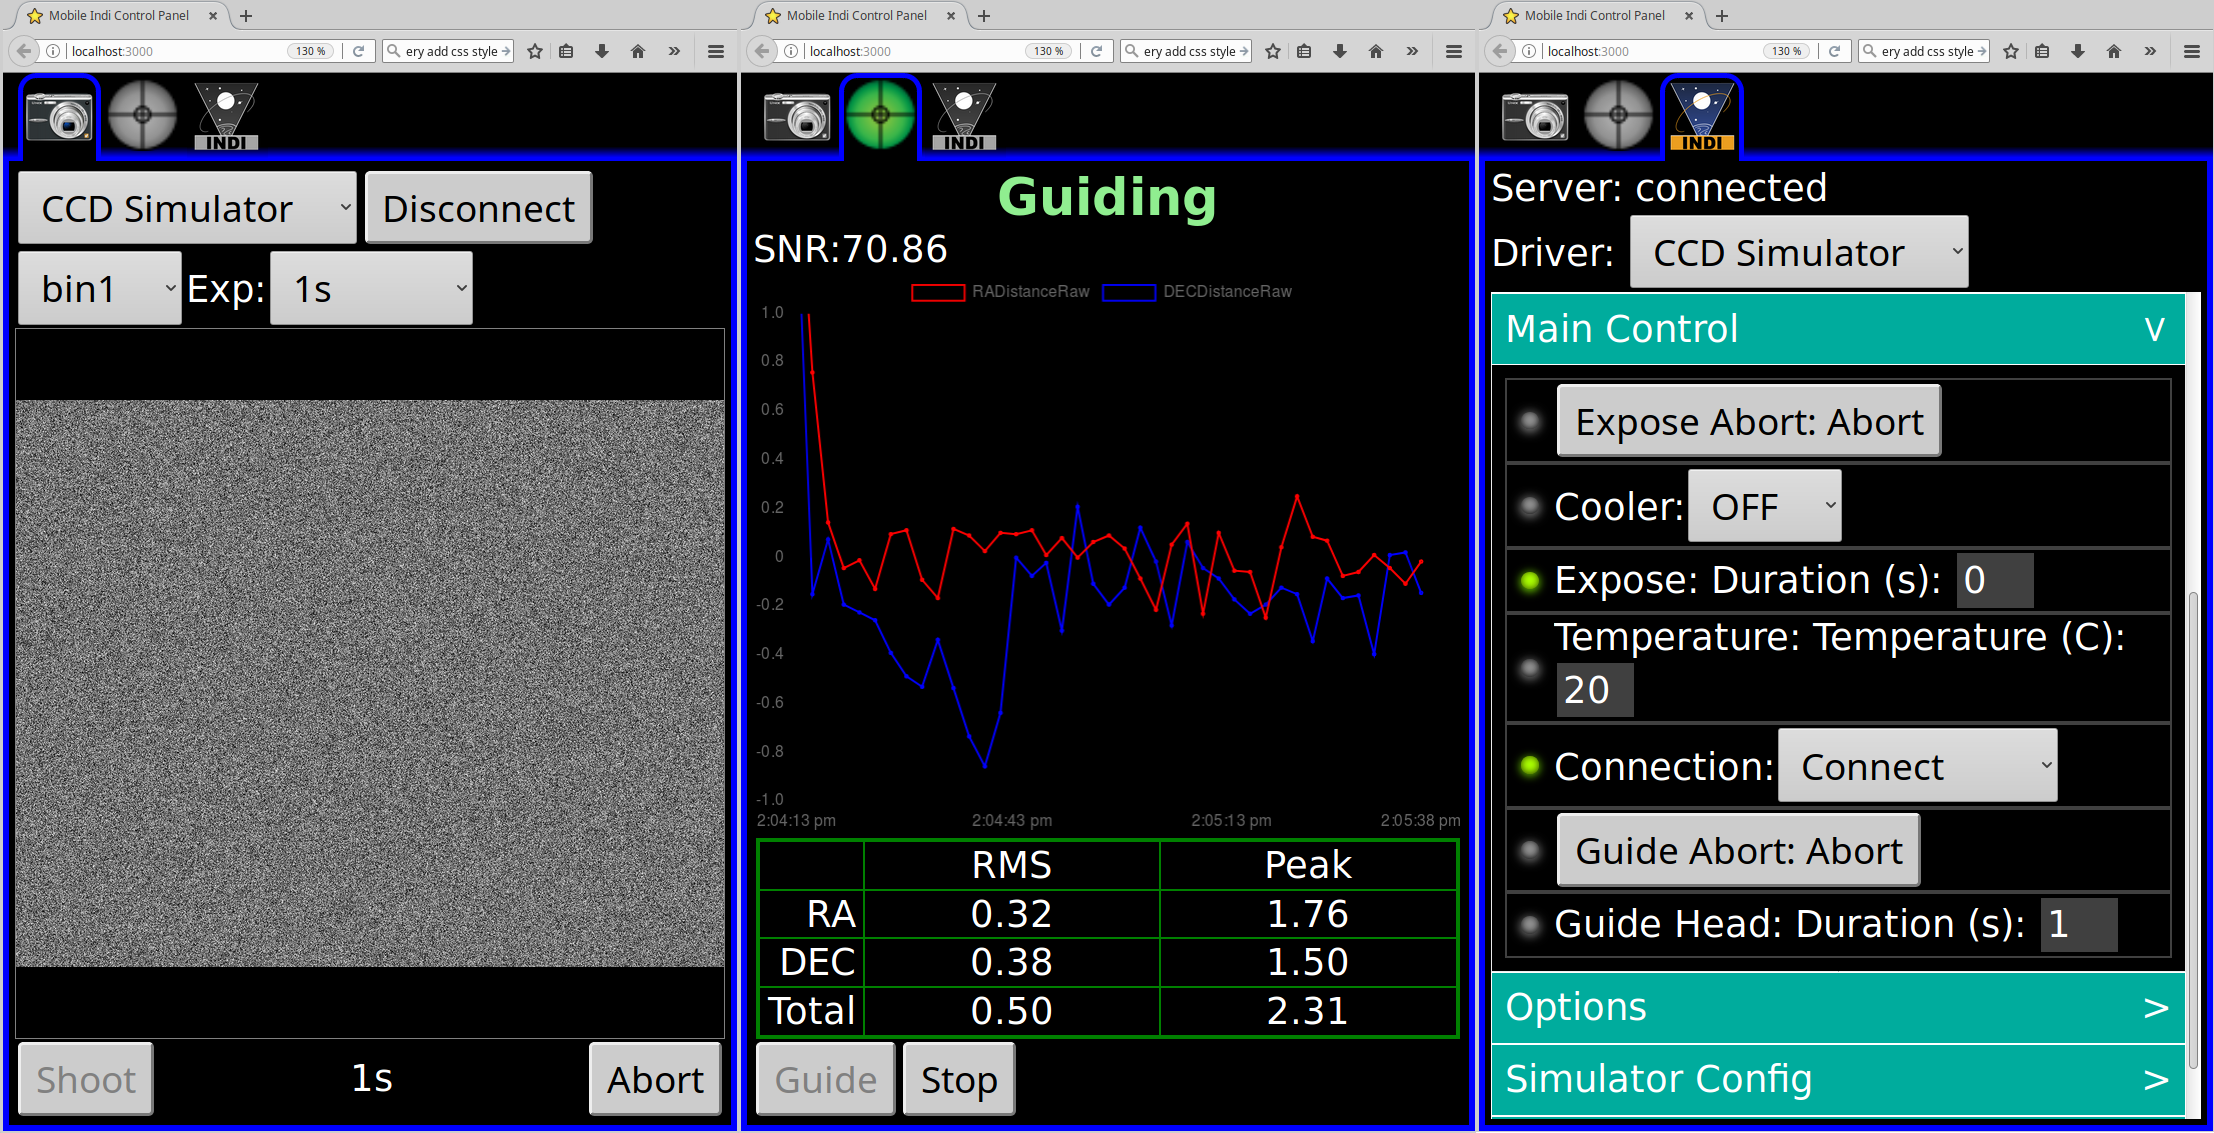 Mobile Indi Control Panel
localhost:3000
130 %
ery add css style
INDI
CCD Simulator
Disconnect
bin1
Exp:
1s
Shoot
1s
Abort
Mobile Indi Control Panel
localhost:3000
130 %
ery add css style
INDI
Guiding
SNR:70.86
RADistanceRaw
DECDistanceRaw
1.0
0.8
0.6
0.4
0.2
0
-0.2
-0.4
-0.6
-0.8
-1.0
2:04:13 pm
2:04:43 pm
2:05:13 pm
2:05:38 pm
RMS Peak
RA 0.32 1.76
DEC 0.38 1.50
Total 0.50 2.31
Guide
Stop
Mobile Indi Control Panel
localhost:3000
130 %
ery add css style
INDI
Server: connected
Driver: CCD Simulator
Main Control V
Expose Abort: Abort
Cooler: OFF
Expose: Duration (s): 0
Temperature: Temperature (C):
20
Connection: Connect
Guide Abort: Abort
Guide Head: Duration (s): 1
Options >
Simulator Config >